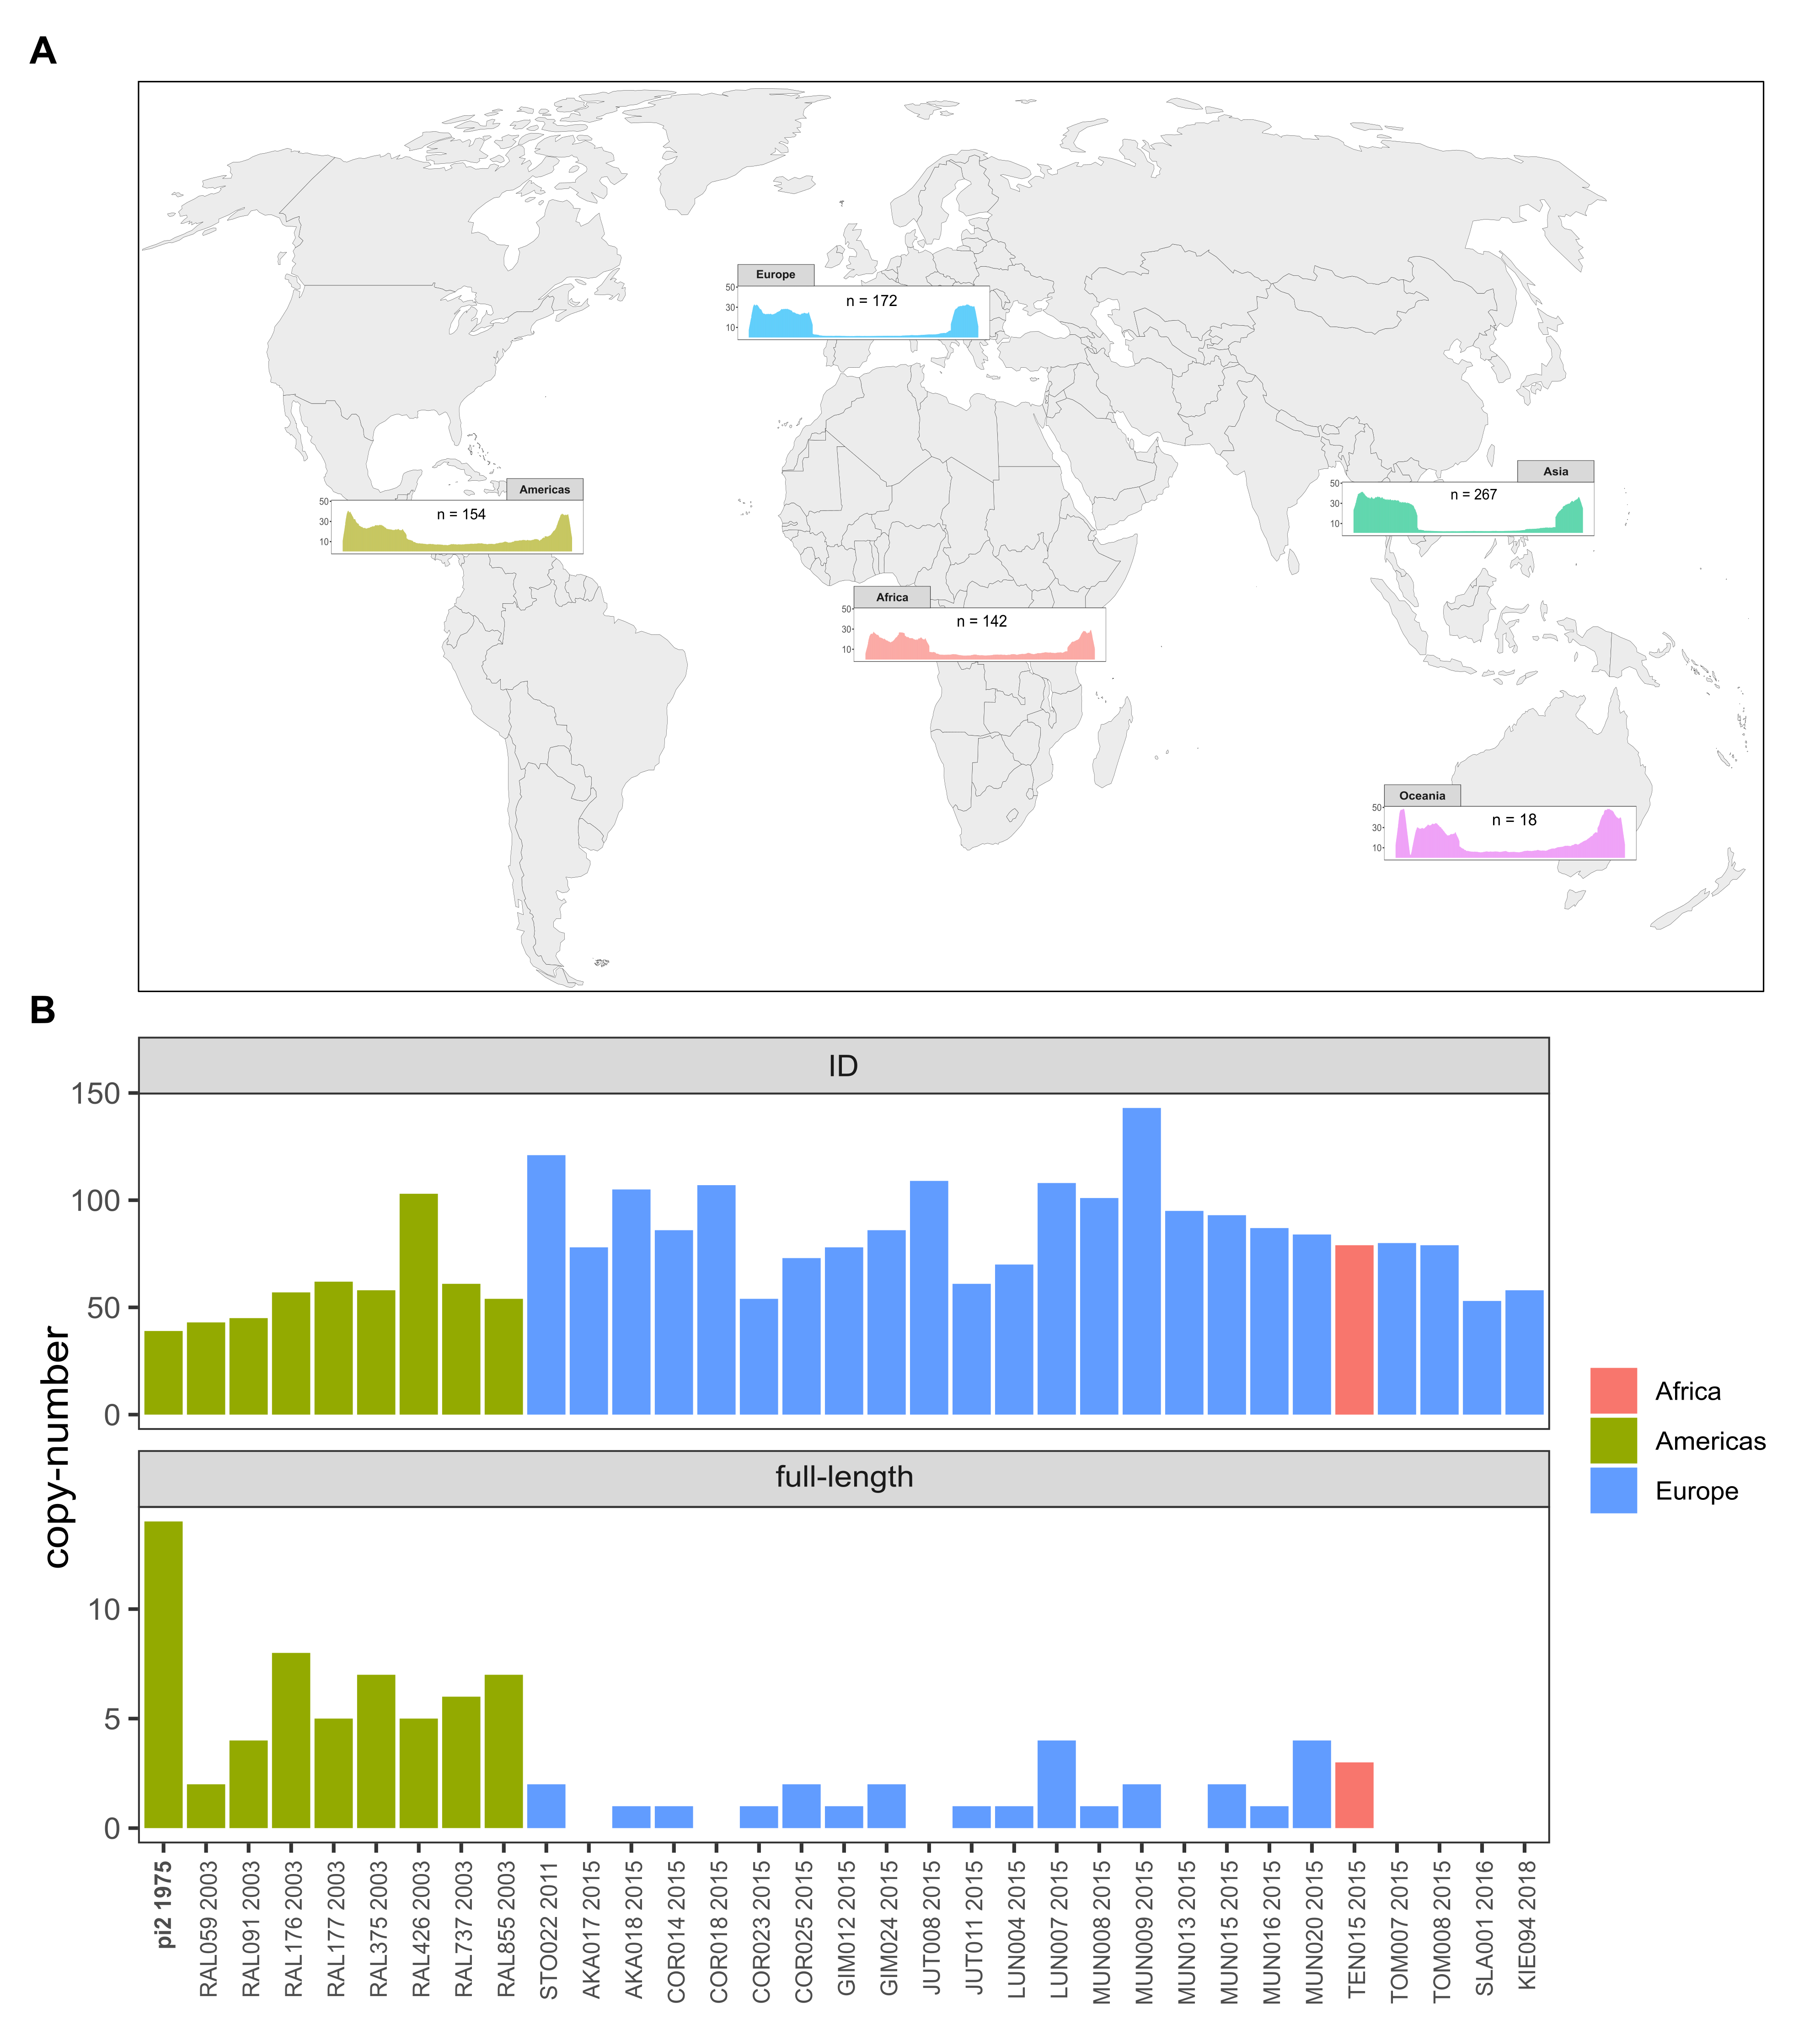 A
Europe
50
30
10
n = 172
Americas
50
30
10
n = 154
Asia
50
30
10
n = 267
Africa
50
30
10
n = 142
Oceania
50
30
10
n = 18
B
copy-number
ID
150
100
50
0
full-length
10
5
0
pi2 1975
RAL059 2003
RAL091 2003
RAL176 2003
RAL177 2003
RAL375 2003
RAL426 2003
RAL737 2003
RAL855 2003
STO022 2011
AKA017 2015
AKA018 2015
COR014 2015
COR018 2015
COR023 2015
COR025 2015
GIM012 2015
GIM024 2015
JUT008 2015
JUT011 2015
LUN004 2015
LUN007 2015
MUN008 2015
MUN009 2015
MUN013 2015
MUN015 2015
MUN016 2015
MUN020 2015
TEN015 2015
TOM007 2015
TOM008 2015
SLA001 2016
KIE094 2018
Africa
Americas
Europe